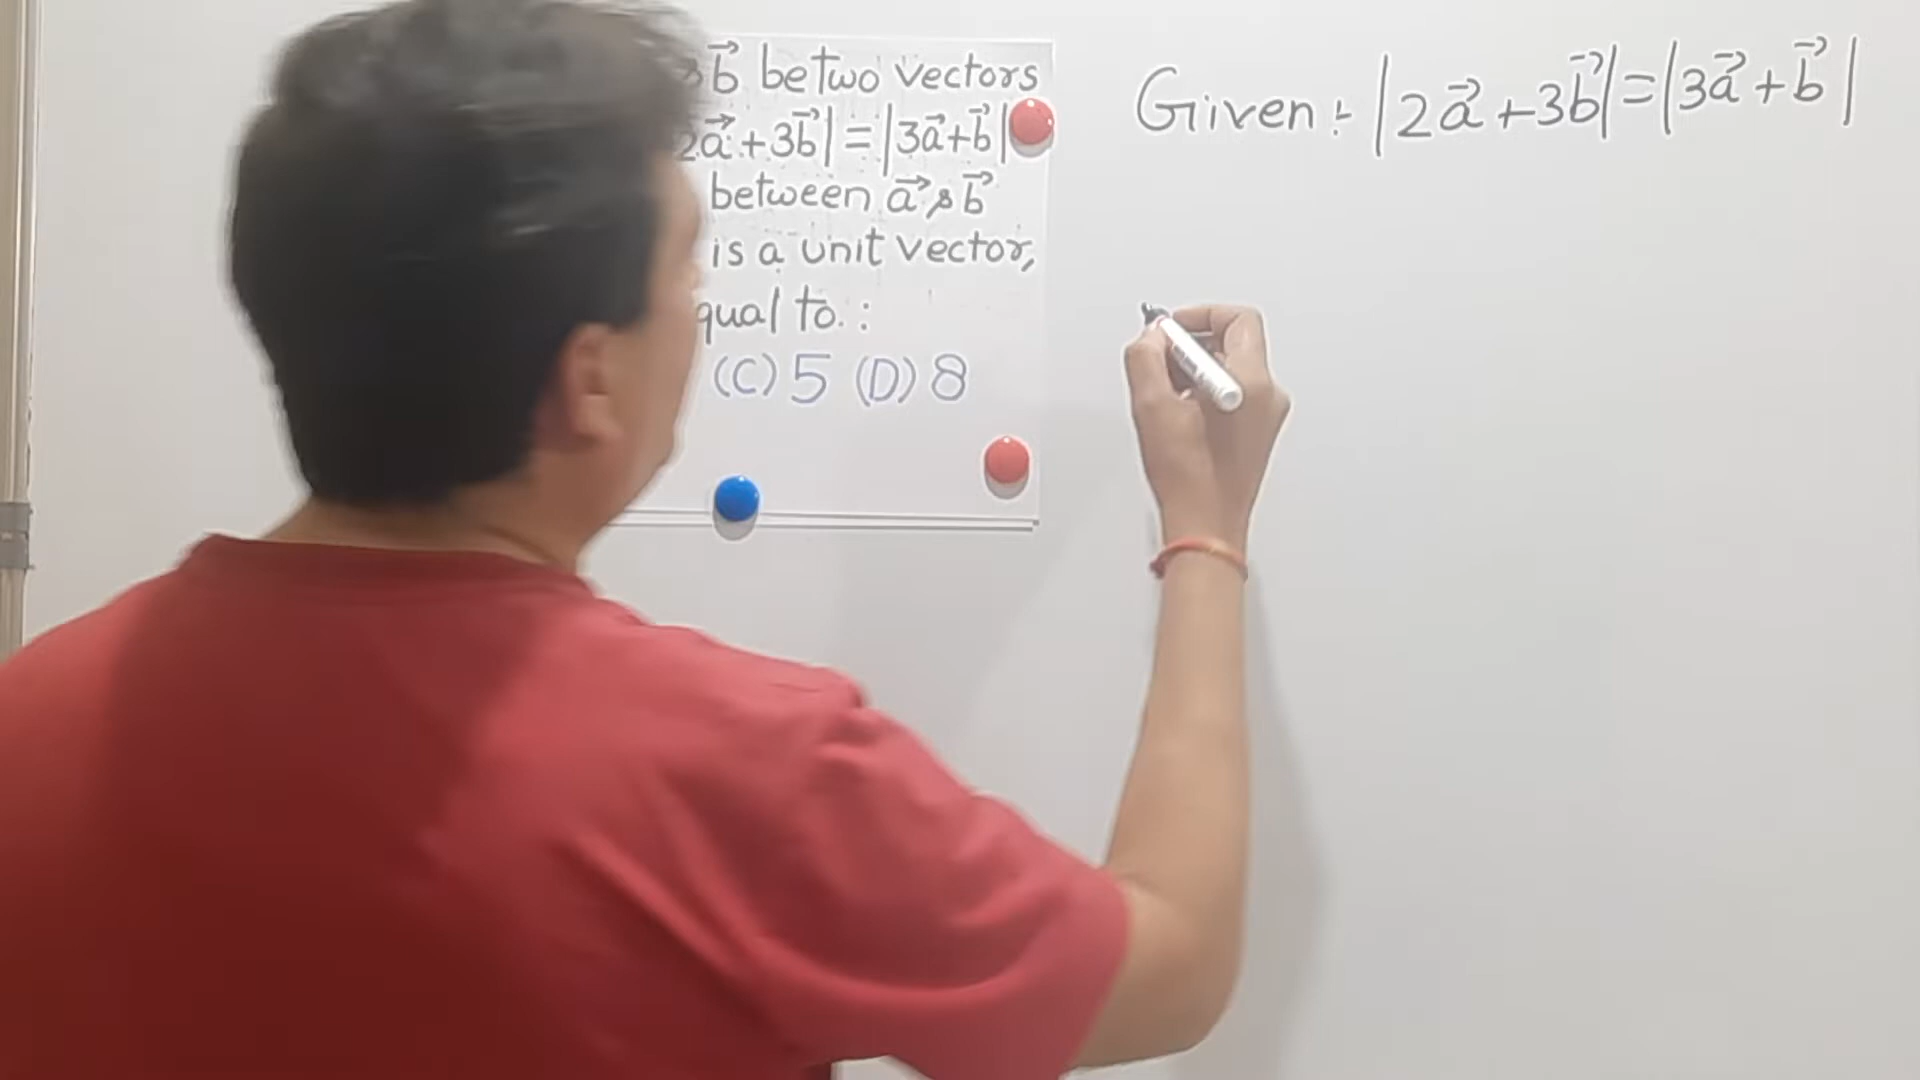 b⃗ be two vectors
2a⃗ + 3b⃗| = |3a⃗ + b⃗|
between a⃗ & b⃗
is a unit vector,
qual to :
(C) 5 (D) 8
Given :- |2a⃗ + 3b⃗| = |3a⃗ + b⃗|